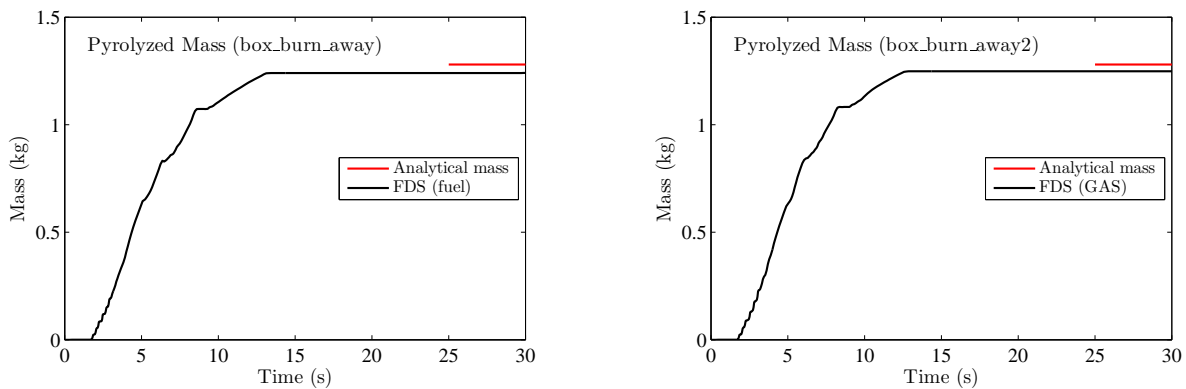 Pyrolyzed Mass (box_burn_away)
Mass (kg)
1.5
1
0.5
0
Analytical mass
FDS (fuel)
0 5 10 15 20 25 30
Time (s)
Pyrolyzed Mass (box_burn_away2)
Mass (kg)
1.5
1
0.5
0
Analytical mass
FDS (GAS)
0 5 10 15 20 25 30
Time (s)